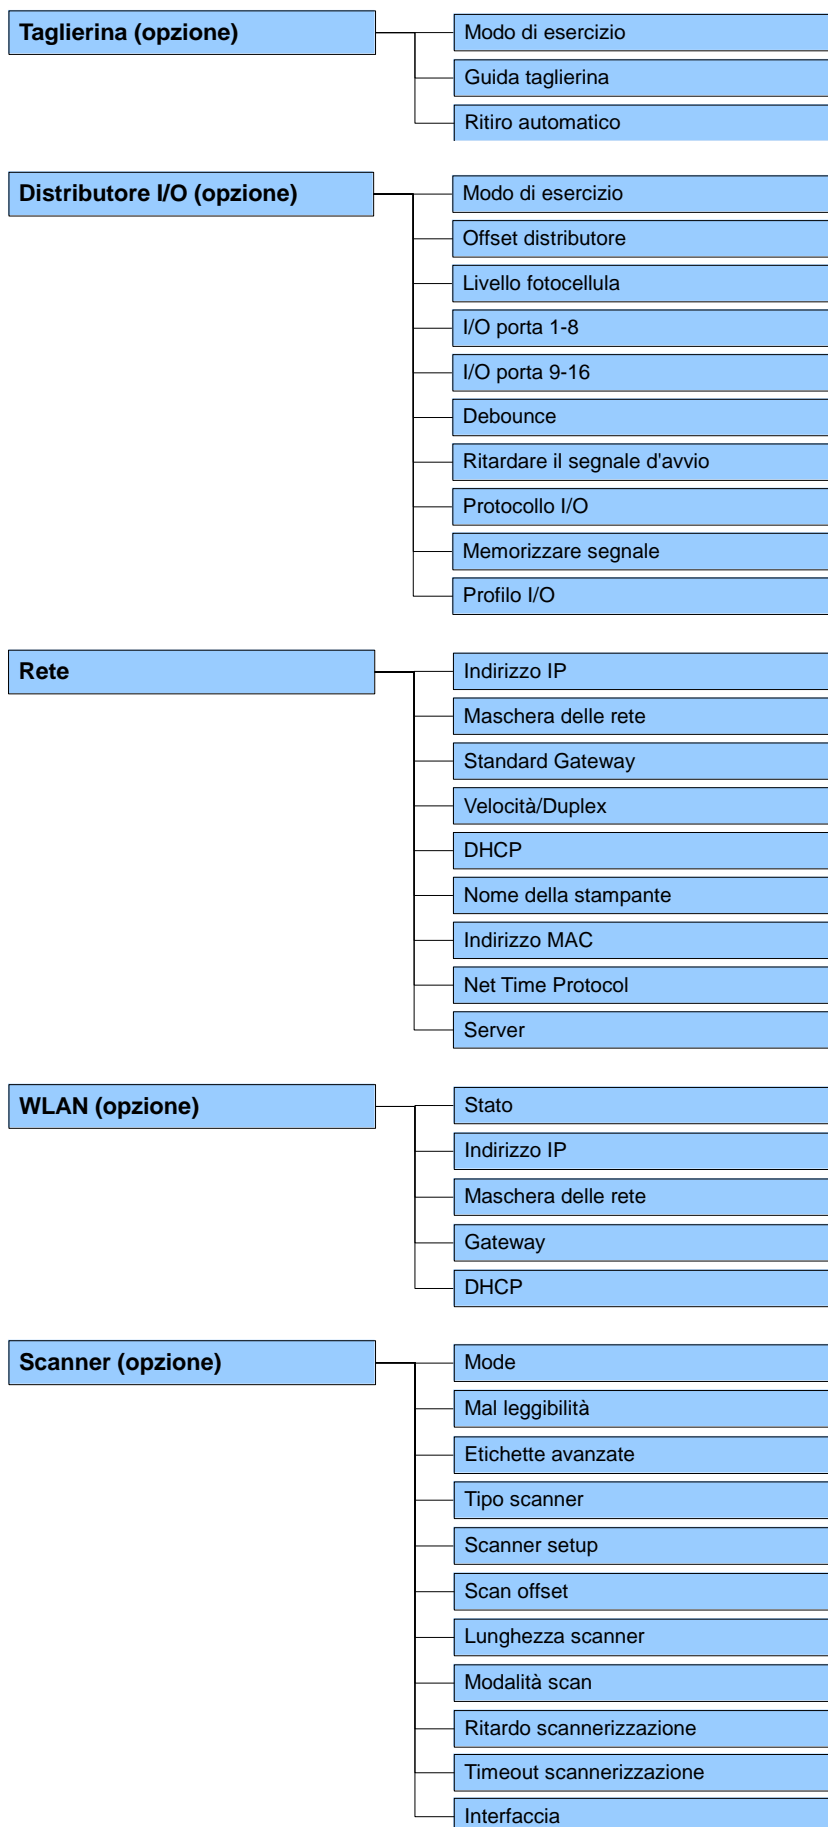 Taglierina (opzione)
Modo di esercizio
Guida taglierina
Ritiro automatico
Distributore I/O (opzione)
Modo di esercizio
Offset distributore
Livello fotocellula
I/O porta 1-8
I/O porta 9-16
Debounce
Ritardare il segnale d'avvio
Protocollo I/O
Memorizzare segnale
Profilo I/O
Rete
Indirizzo IP
Maschera delle rete
Standard Gateway
Velocità/Duplex
DHCP
Nome della stampante
Indirizzo MAC
Net Time Protocol
Server
WLAN (opzione)
Stato
Indirizzo IP
Maschera delle rete
Gateway
DHCP
Scanner (opzione)
Mode
Mal leggibilità
Etichette avanzate
Tipo scanner
Scanner setup
Scan offset
Lunghezza scanner
Modalità scan
Ritardo scannerizzazione
Timeout scannerizzazione
Interfaccia